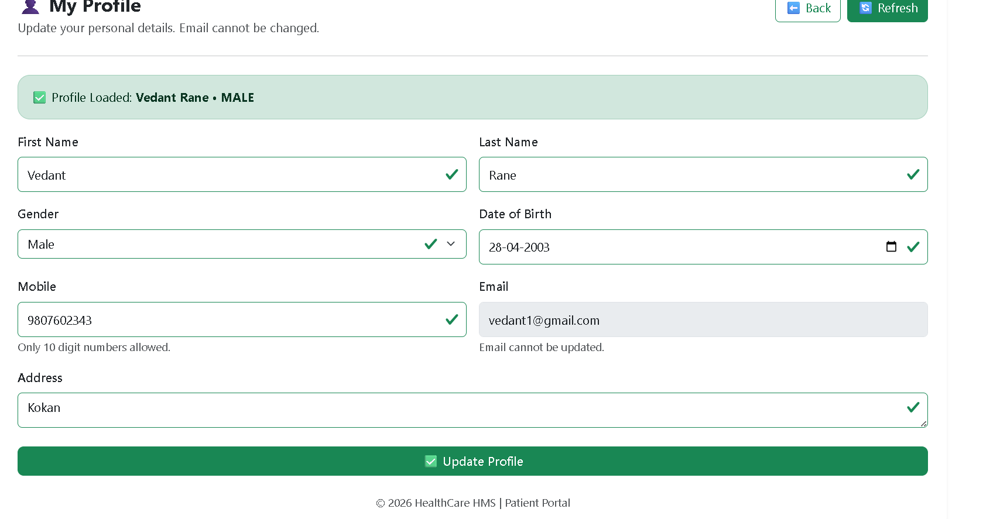 My Profile
Back
Refresh
Update your personal details. Email cannot be changed.
Profile Loaded: Vedant Rane • MALE
First Name
Last Name
Vedant
Rane
Gender
Date of Birth
Male
28-04-2003
Mobile
Email
9807602343
vedant1@gmail.com
Only 10 digit numbers allowed.
Email cannot be updated.
Address
Kokan
Update Profile
© 2026 HealthCare HMS | Patient Portal